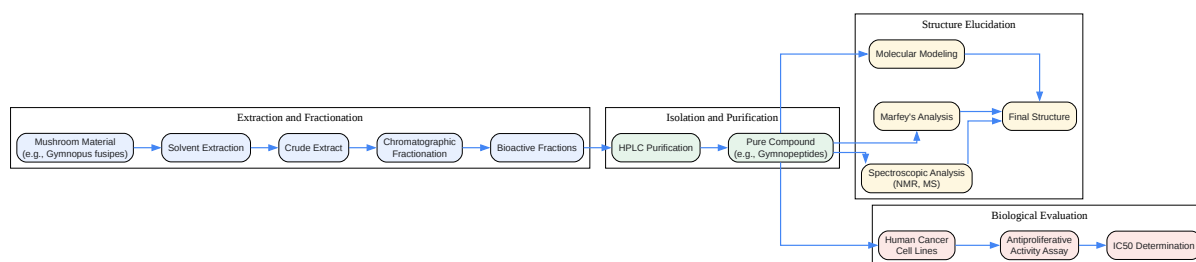 Structure Elucidation
Molecular Modeling
Extraction and Fractionation
Isolation and Purification
Marfey's Analysis
Final Structure
Mushroom Material
(e.g., Gymnopus fusipes)
Solvent Extraction
Crude Extract
Chromatographic
Fractionation
Bioactive Fractions
HPLC Purification
Pure Compound
(e.g., Gymnopeptides)
Spectroscopic Analysis
(NMR, MS)
Biological Evaluation
Human Cancer
Cell Lines
Antiproliferative
Activity Assay
IC50 Determination